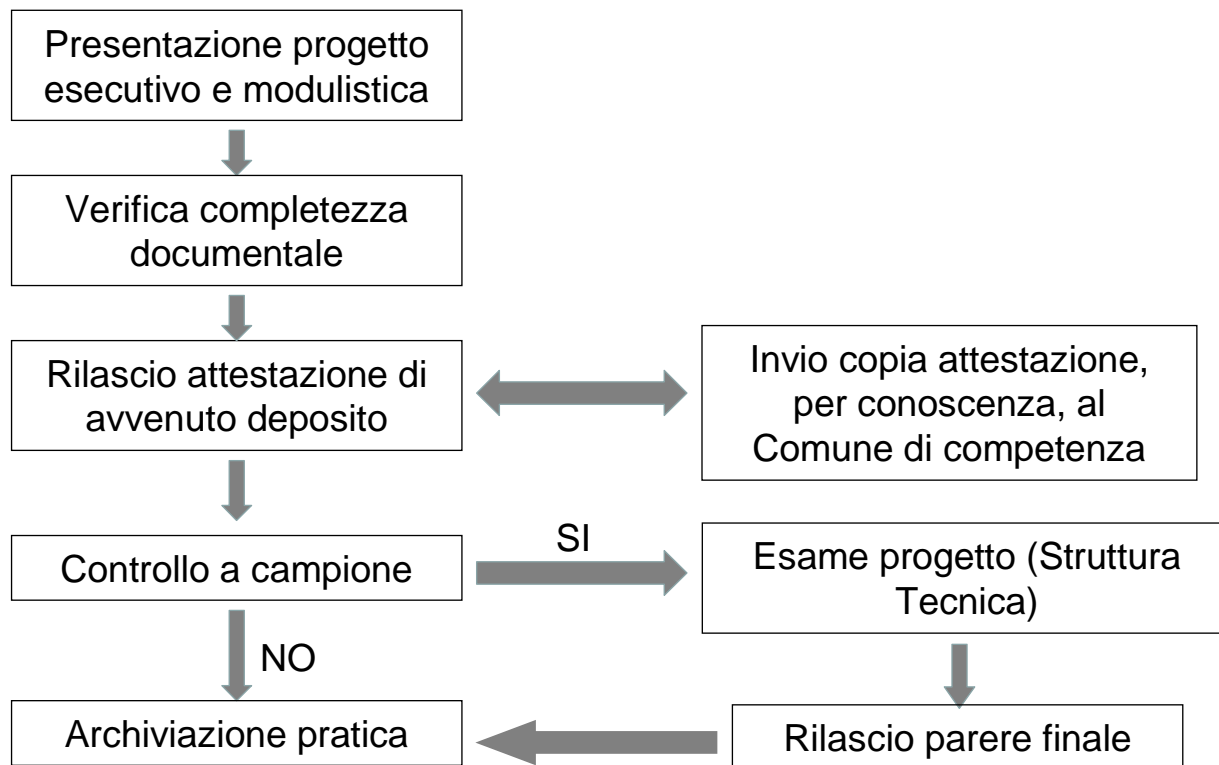 Presentazione progetto
esecutivo e modulistica
Verifica completezza
documentale
Rilascio attestazione di
avvenuto deposito
Invio copia attestazione,
per conoscenza, al
Comune di competenza
Controllo a campione
SI
Esame progetto (Struttura
Tecnica)
NO
Archiviazione pratica
Rilascio parere finale